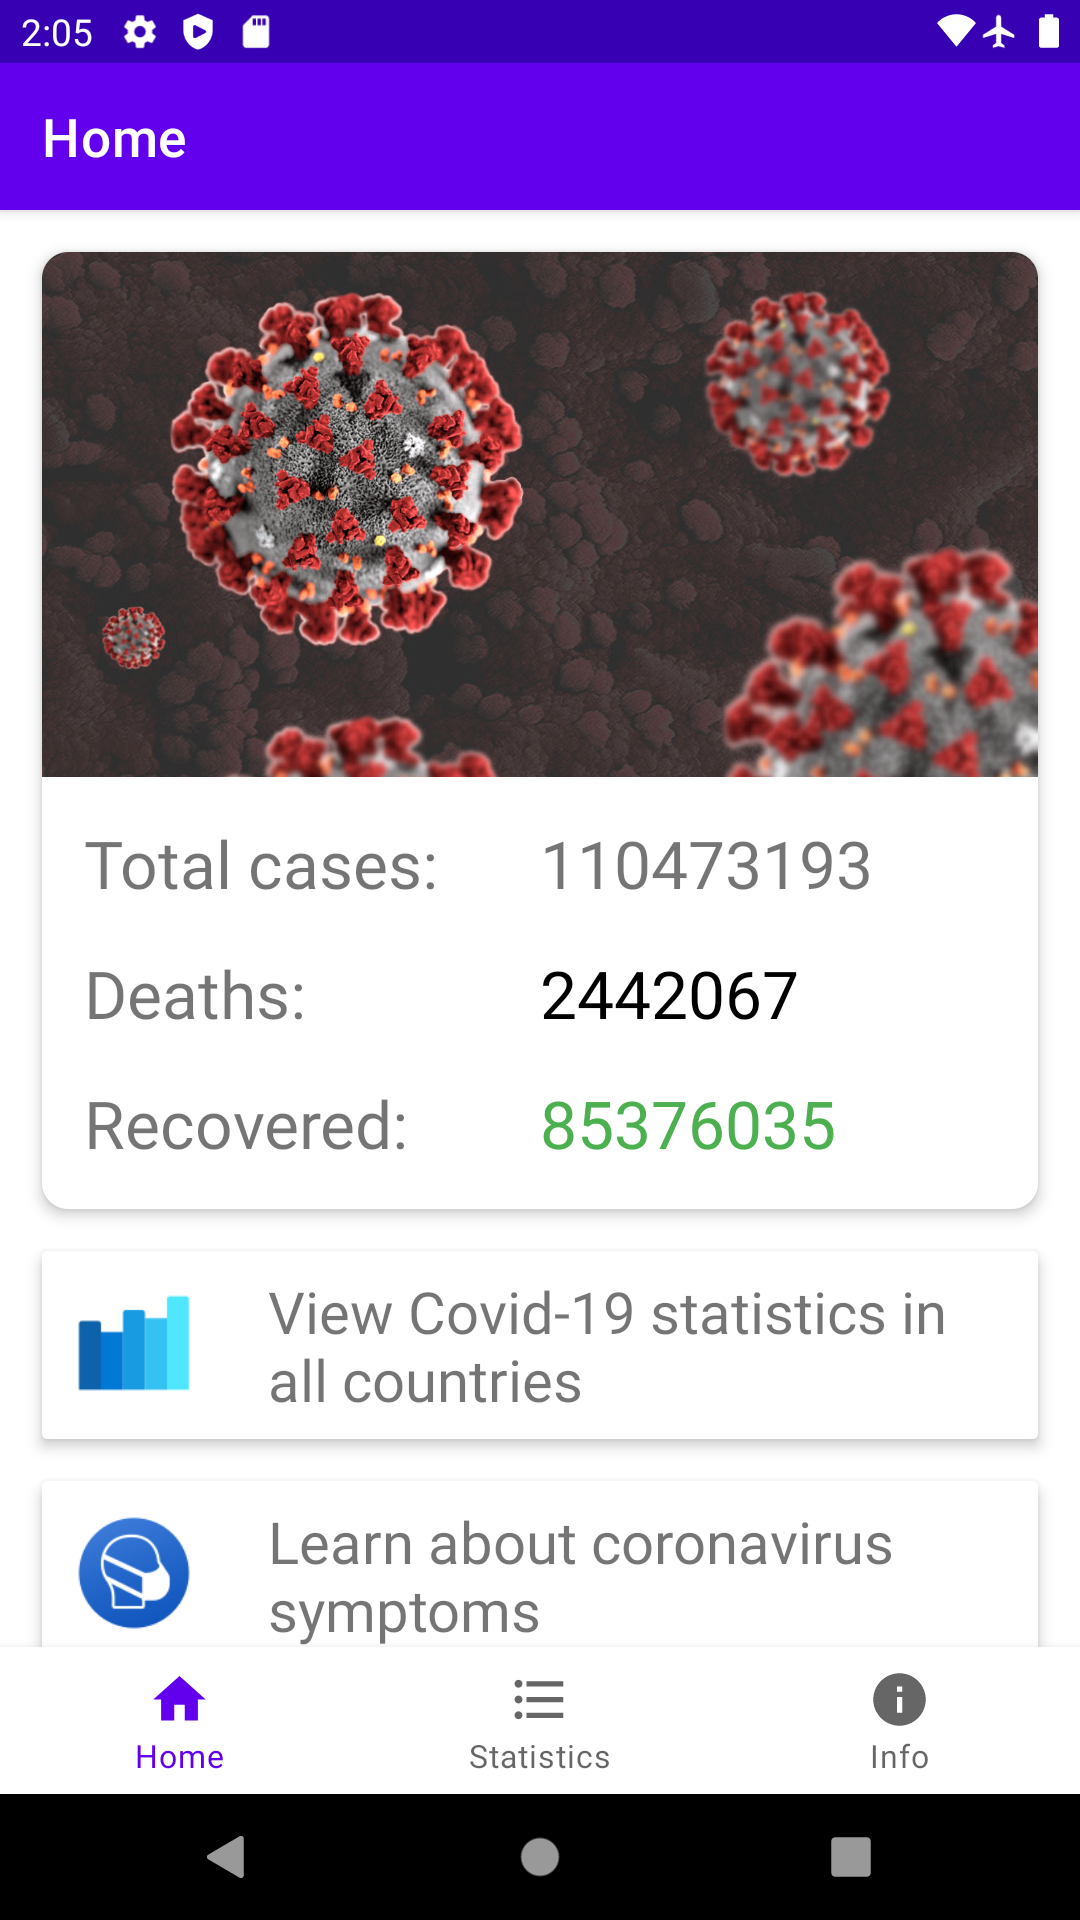 2:05
Home
Total cases: 110473193
Deaths: 2442067
Recovered: 85376035
View Covid-19 statistics in
all countries
Learn about coronavirus
symptoms
Home Statistics Info